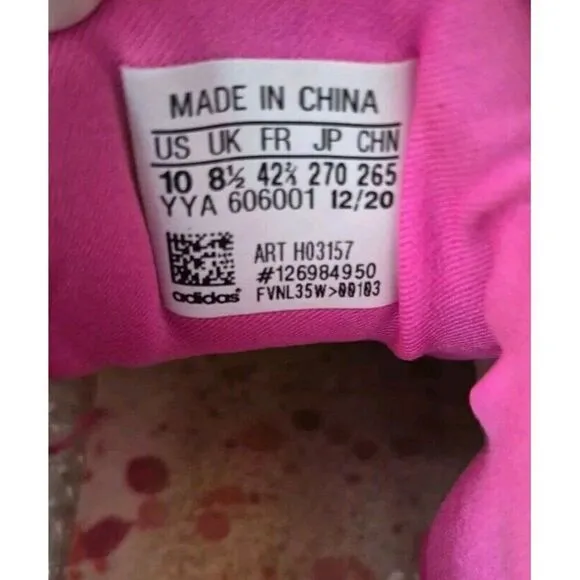 MADE IN CHINA
US UK FR JP CHN
10 8½ 42⅔ 270 265
YYA 606001 12/20
ART H03157
#126984950
adidas
FVNL35W>00103